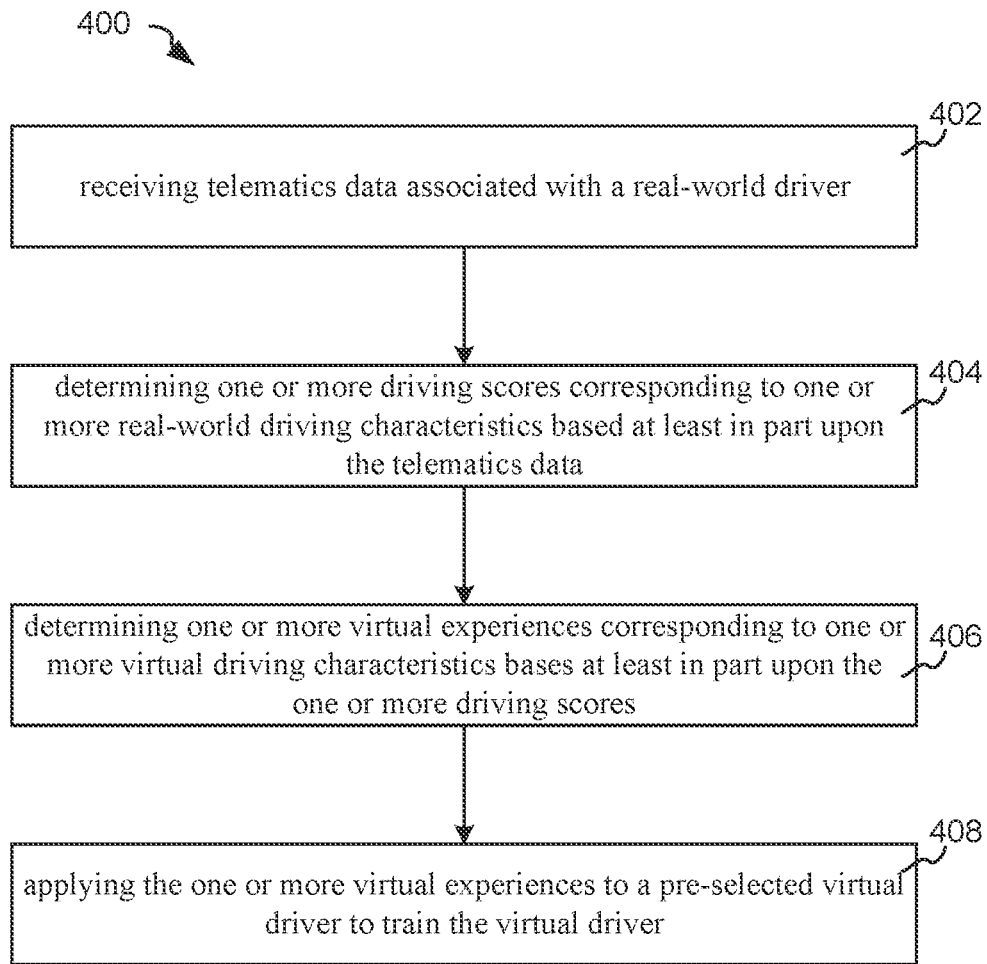 400
402
receiving telematics data associated with a real-world driver
404
determining one or more driving scores corresponding to one or
more real-world driving characteristics based at least in part upon
the telematics data
determining one or more virtual experiences corresponding to one or
more virtual driving characteristics bases at least in part upon the
one or more driving scores
406
408
applying the one or more virtual experiences to a pre-selected virtual
driver to train the virtual driver